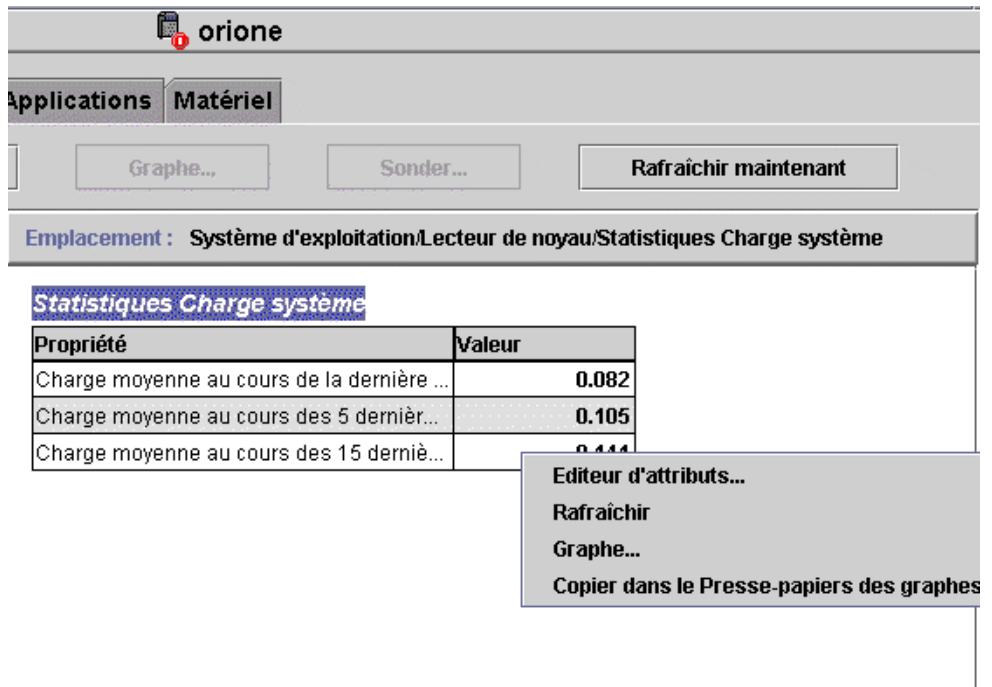 orione
Applications Matériel
Graphe... Sonder... Rafraîchir maintenant
Emplacement : Système d'exploitation/Lecteur de noyau/Statistiques Charge système
Statistiques Charge système
Propriété Valeur
Charge moyenne au cours de la dernière ... 0.082
Charge moyenne au cours des 5 dernièr... 0.105
Charge moyenne au cours des 15 derniè...
Editeur d'attributs...
Rafraîchir
Graphe...
Copier dans le Presse-papiers des graphes